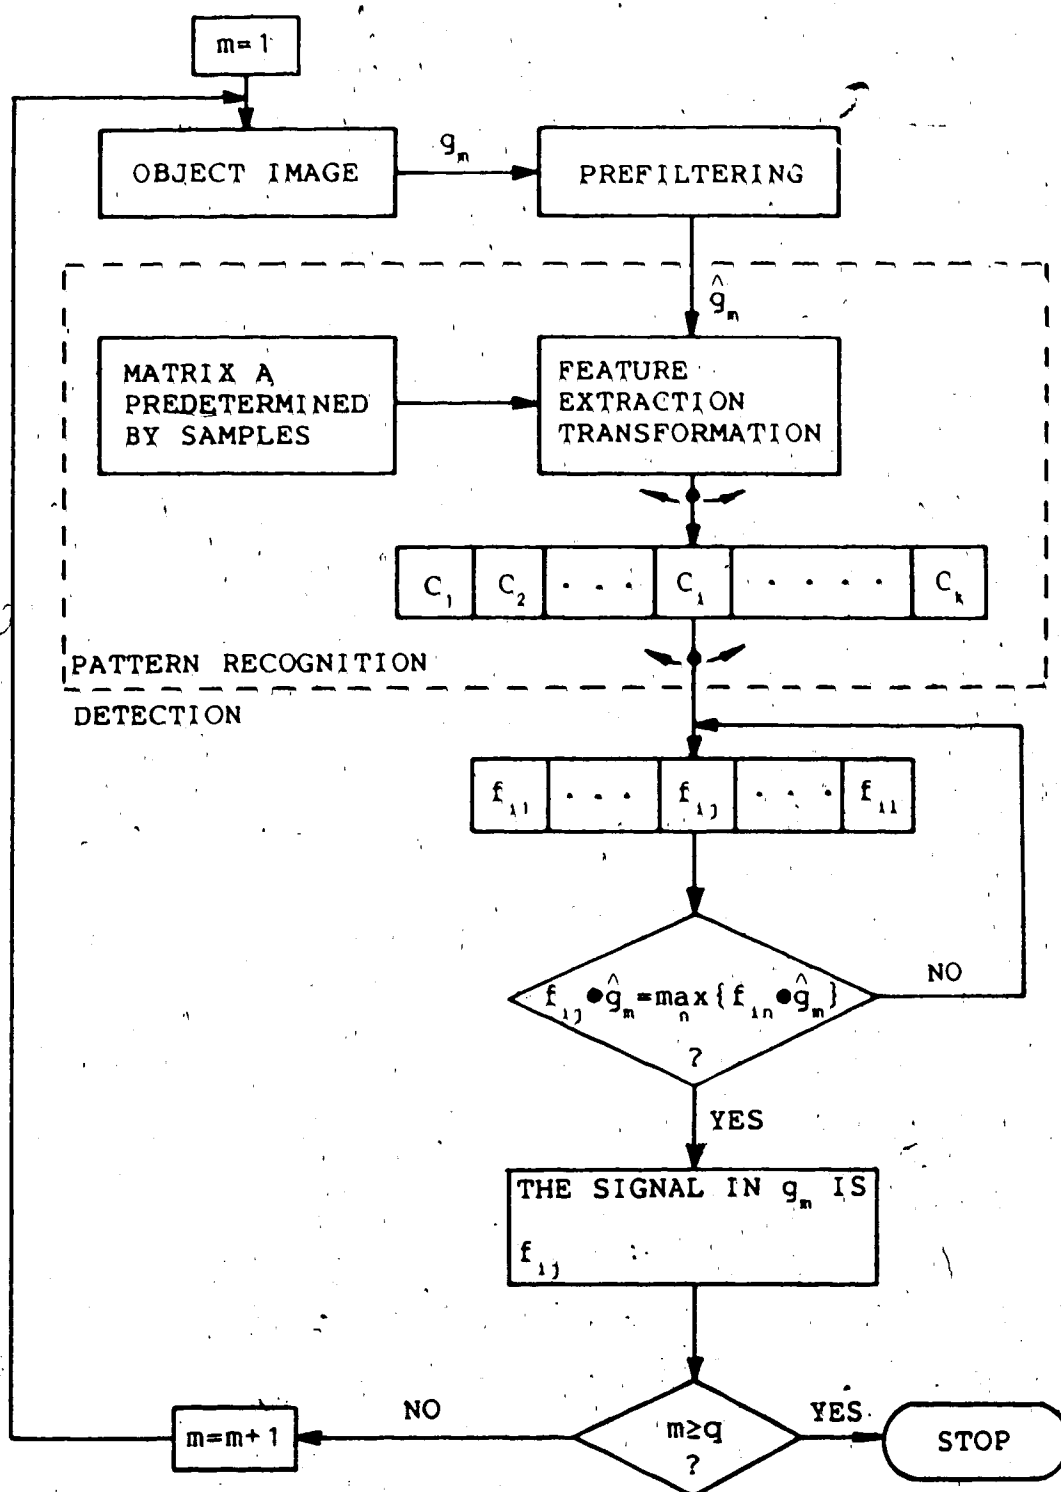 m=1
OBJECT IMAGE
g_m
PREFILTERING
ĝ_m
MATRIX A
PREDETERMINED
BY SAMPLES
FEATURE
EXTRACTION
TRANSFORMATION
C_1 C_2 · · · C_i · · · · C_k
PATTERN RECOGNITION
DETECTION
f_i1 · · · f_ij · · · f_il
f_ij ● ĝ_m = max_n {f_in ● ĝ_m}
?
NO
YES
THE SIGNAL IN g_m IS
f_ij
m≥q
?
NO
YES
m=m+1
STOP